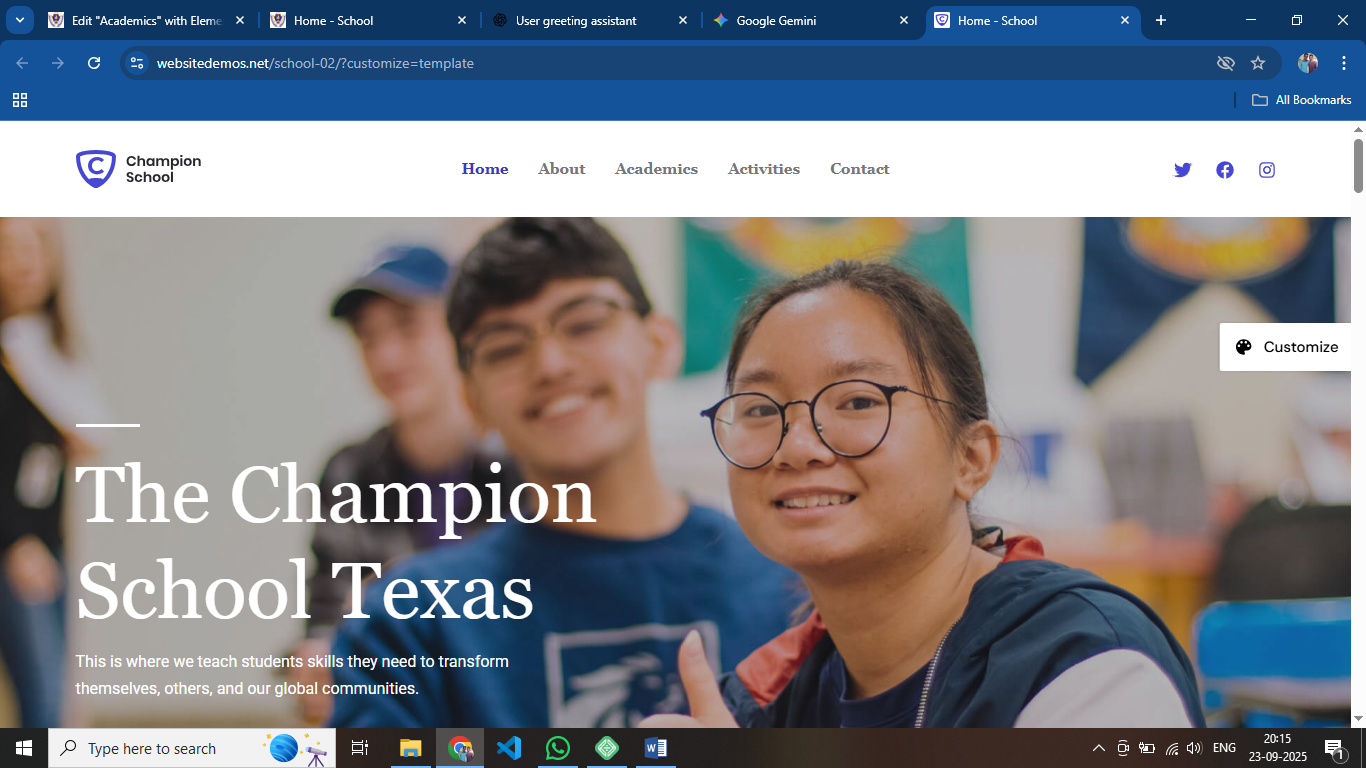 Edit "Academics" with Eleme
Home - School
User greeting assistant
Google Gemini
Home - School
websitedemos.net/school-02/?customize=template
All Bookmarks
Champion
School
Home
About
Academics
Activities
Contact
Customize
The Champion
School Texas
This is where we teach students skills they need to transform
themselves, others, and our global communities.
Type here to search
ENG
20:15
23-09-2025
1